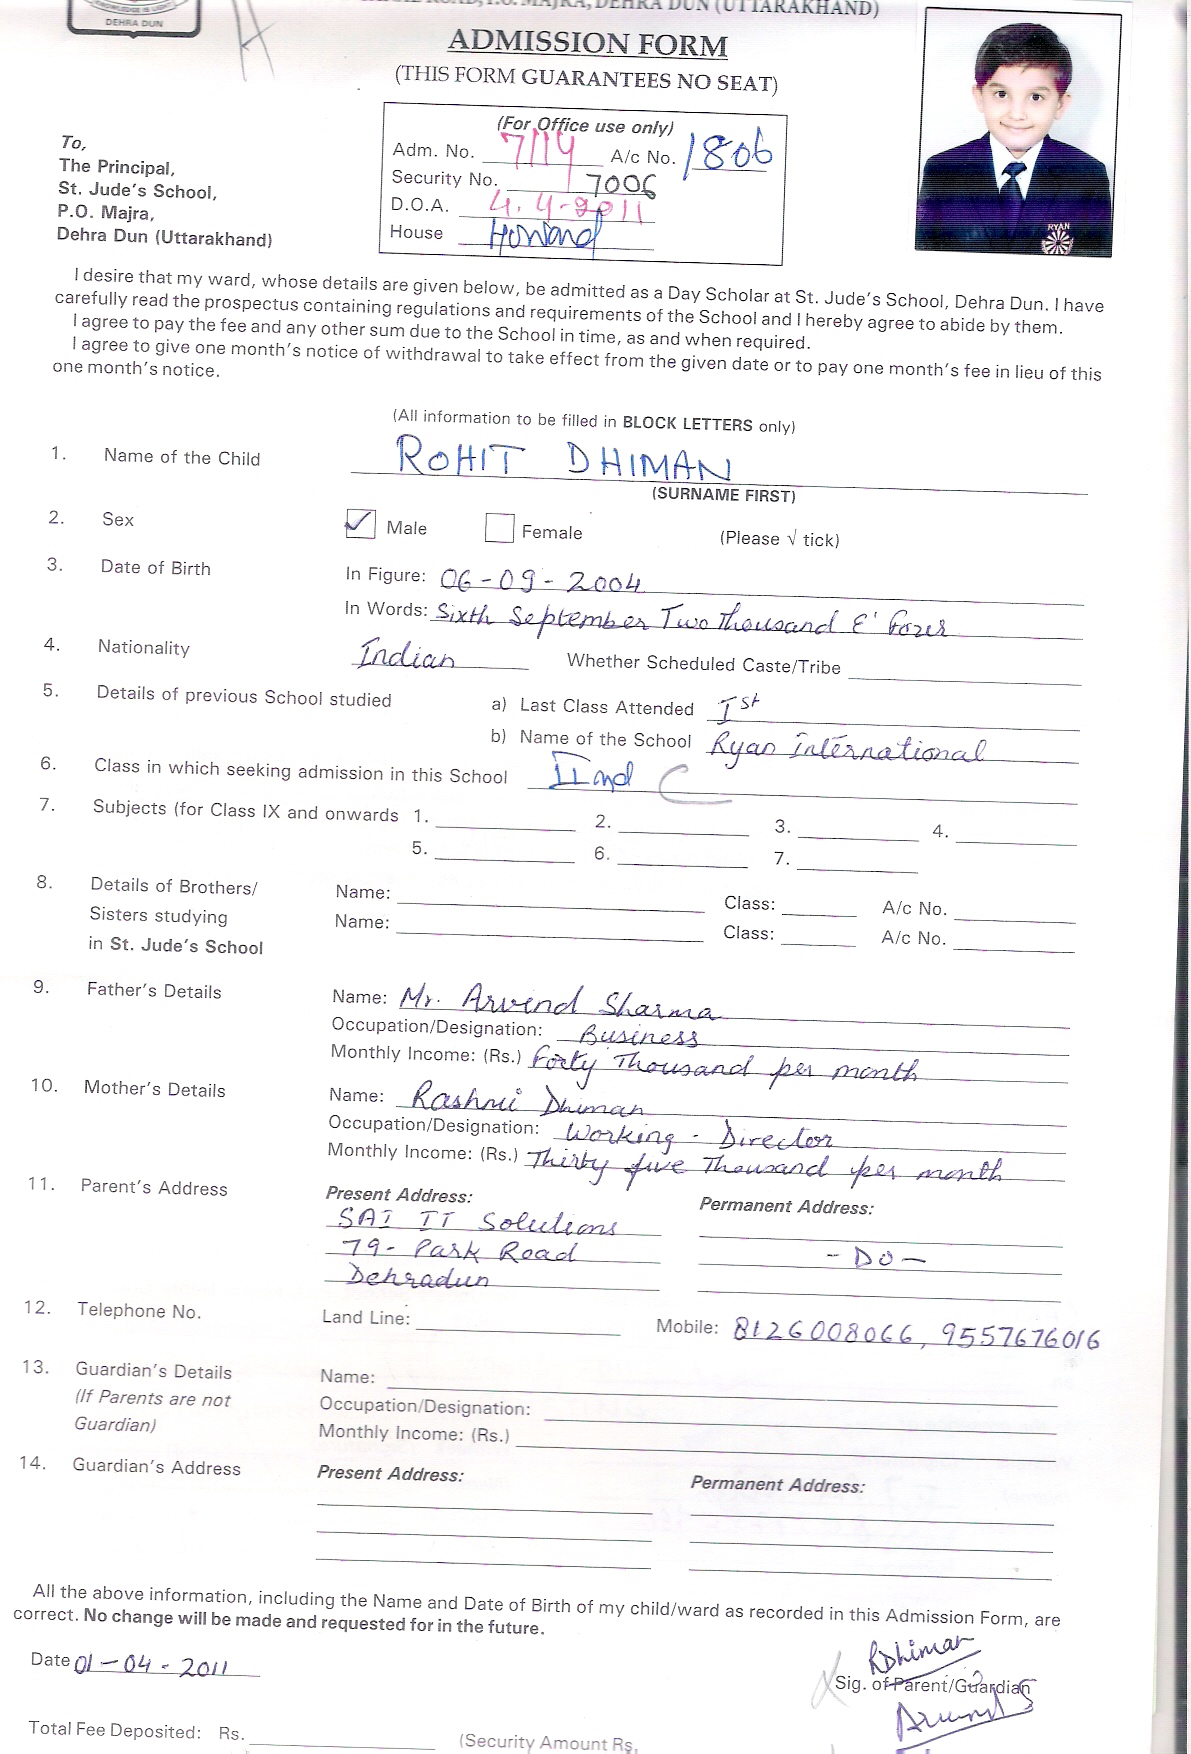 KNOWLEDGE IS LIGHT
DEHRA DUN
ROAD, P.O. MAJRA, DEHRA DUN (UTTARAKHAND)
ADMISSION FORM
(THIS FORM GUARANTEES NO SEAT)
(For Office use only)
Adm. No. 7114 A/c No. 1806
Security No. 7006
D.O.A. 4.4-2011
House Howard
To,
The Principal,
St. Jude's School,
P.O. Majra,
Dehra Dun (Uttarakhand)
RYAN
I desire that my ward, whose details are given below, be admitted as a Day Scholar at St. Jude's School, Dehra Dun. I have
carefully read the prospectus containing regulations and requirements of the School and I hereby agree to abide by them.
I agree to pay the fee and any other sum due to the School in time, as and when required.
I agree to give one month's notice of withdrawal to take effect from the given date or to pay one month's fee in lieu of this
one month's notice.
(All information to be filled in BLOCK LETTERS only)
1. Name of the Child ROHIT DHIMAN
(SURNAME FIRST)
2. Sex ✓ Male Female (Please √ tick)
3. Date of Birth In Figure: 06-09-2004
In Words: Sixth September Two Thousand & Four
4. Nationality Indian Whether Scheduled Caste/Tribe
5. Details of previous School studied a) Last Class Attended Ist
b) Name of the School Ryan International
6. Class in which seeking admission in this School IInd C
7. Subjects (for Class IX and onwards 1. 2. 3. 4.
5. 6. 7.
8. Details of Brothers/ Name: Class: A/c No.
Sisters studying Name: Class: A/c No.
in St. Jude's School
9. Father's Details Name: Mr. Arvind Sharma
Occupation/Designation: Business
Monthly Income: (Rs.) Forty Thousand per month
10. Mother's Details Name: Rashmi Dhiman
Occupation/Designation: Working - Director
Monthly Income: (Rs.) Thirty five Thousand per month
11. Parent's Address Present Address: Permanent Address:
SAI IT Solutions
79- Park Road - DO -
Dehradun
12. Telephone No. Land Line: Mobile: 8126008066, 9557676016
13. Guardian's Details Name:
(If Parents are not Occupation/Designation:
Guardian) Monthly Income: (Rs.)
14. Guardian's Address Present Address: Permanent Address:
All the above information, including the Name and Date of Birth of my child/ward as recorded in this Admission Form, are
correct. No change will be made and requested for in the future.
Date 01-04-2011 RDhiman
Sig. of Parent/Guardian
Arvind S
Total Fee Deposited: Rs. (Security Amount Rs.